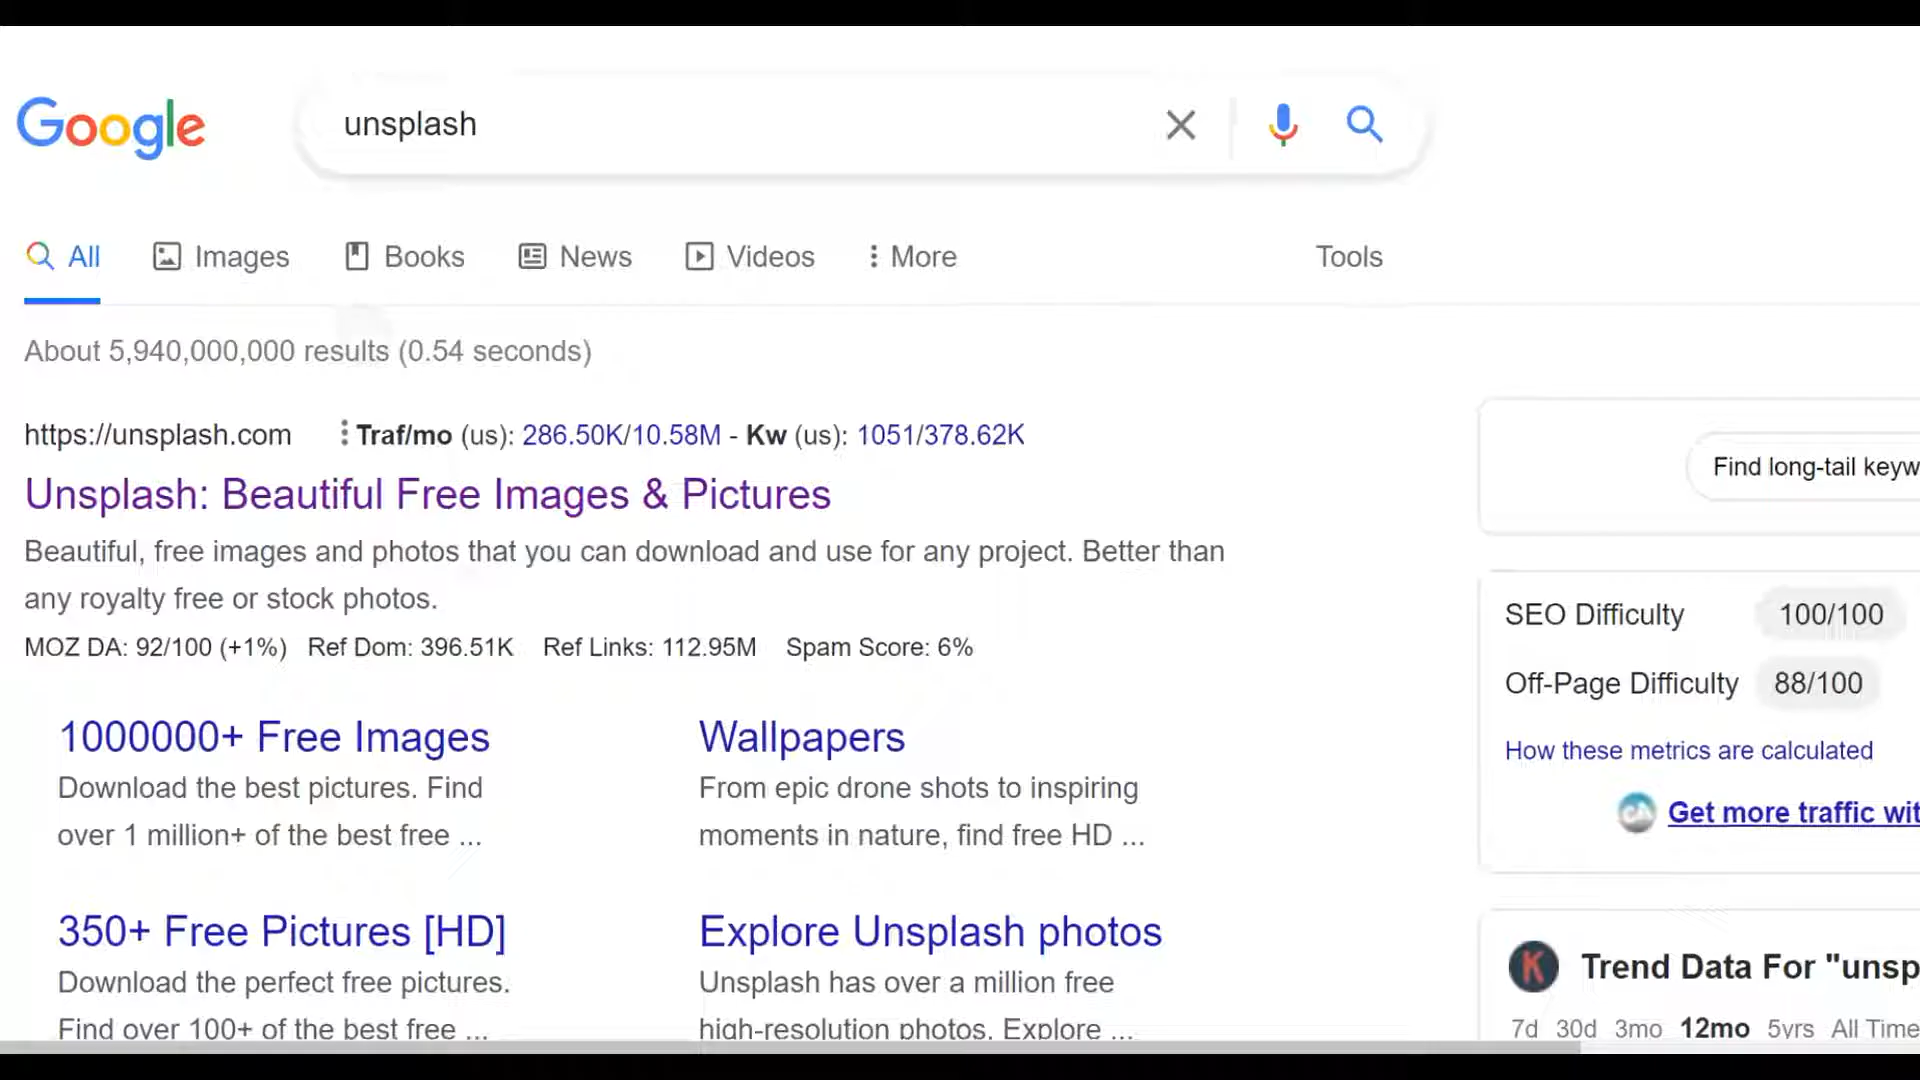 Google
unsplash
All Images Books News Videos More Tools
About 5,940,000,000 results (0.54 seconds)
https://unsplash.com Traf/mo (us): 286.50K/10.58M - Kw (us): 1051/378.62K
Unsplash: Beautiful Free Images & Pictures
Beautiful, free images and photos that you can download and use for any project. Better than
any royalty free or stock photos.
MOZ DA: 92/100 (+1%) Ref Dom: 396.51K Ref Links: 112.95M Spam Score: 6%
1000000+ Free Images
Download the best pictures. Find
over 1 million+ of the best free ...
Wallpapers
From epic drone shots to inspiring
moments in nature, find free HD ...
350+ Free Pictures [HD]
Download the perfect free pictures.
Find over 100+ of the best free ...
Explore Unsplash photos
Unsplash has over a million free
high-resolution photos. Explore ...
Find long-tail keyw
SEO Difficulty 100/100
Off-Page Difficulty 88/100
How these metrics are calculated
Get more traffic wit
K Trend Data For "unsp
7d 30d 3mo 12mo 5yrs All Time